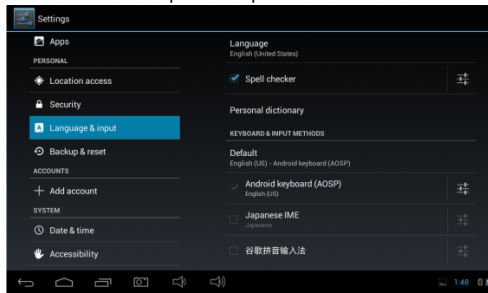 Settings
Apps
PERSONAL
Location access
Security
A Language & input
Backup & reset
ACCOUNTS
Add account
SYSTEM
Date & time
Accessibility
Language
English (United States)
Spell checker
Personal dictionary
KEYBOARD & INPUT METHODS
Default
English (US) - Android keyboard (AOSP)
Android keyboard (AOSP)
English (US)
Japanese IME
Japanese
谷歌拼音输入法
1:48